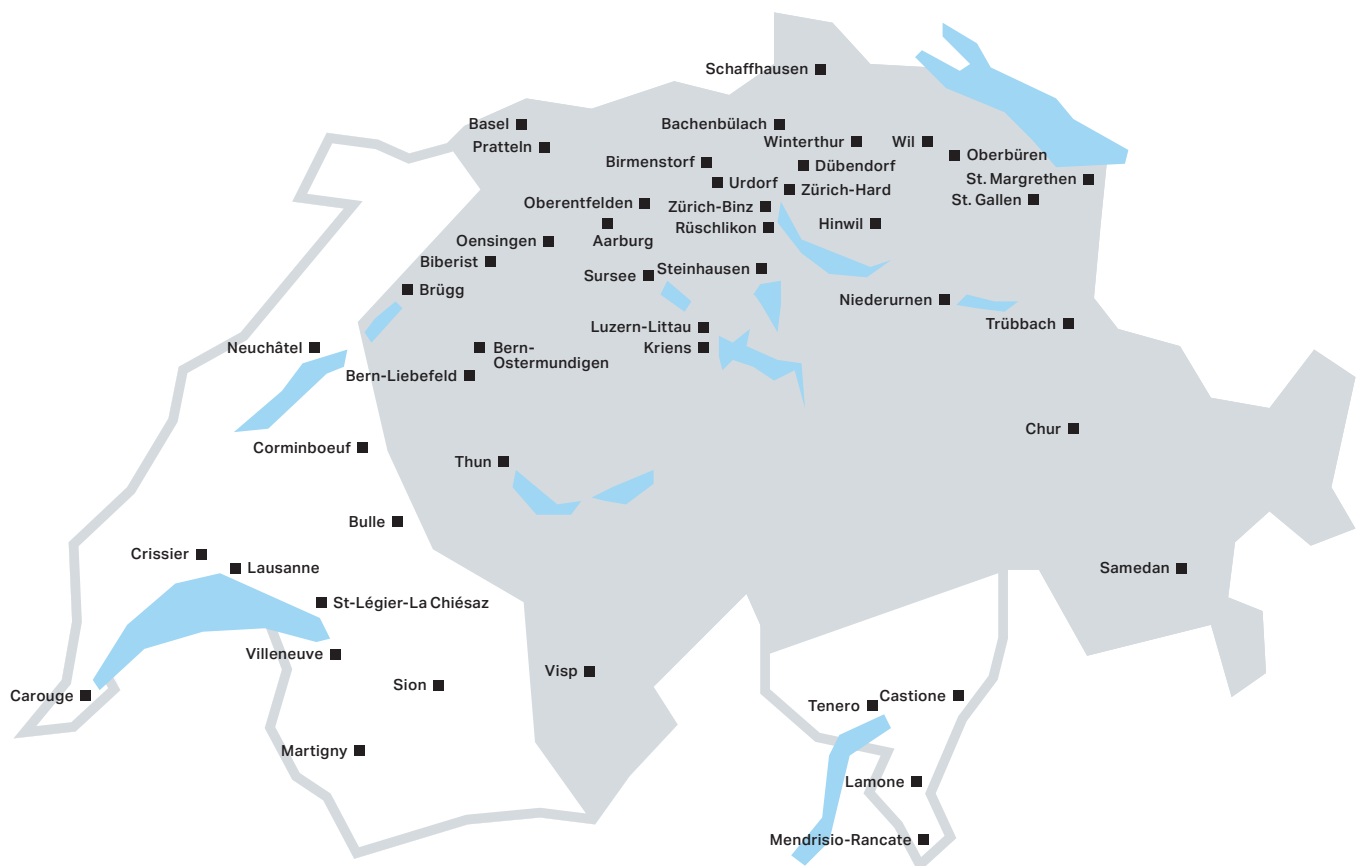 Schaffhausen
Basel
Bachenbülach
Pratteln
Winterthur
Wil
Birmenstorf
Dübendorf
Oberbüren
Urdorf
Zürich-Hard
St. Margrethen
Oberentfelden
Zürich-Binz
St. Gallen
Aarburg
Rüschlikon
Hinwil
Oensingen
Biberist
Sursee
Steinhausen
Brügg
Niederurnen
Luzern-Littau
Trübbach
Neuchâtel
Bern-
Ostermundigen
Kriens
Bern-Liebefeld
Chur
Corminboeuf
Thun
Bulle
Crissier
Lausanne
Samedan
St-Légier-La Chiésaz
Villeneuve
Visp
Sion
Carouge
Castione
Tenero
Martigny
Lamone
Mendrisio-Rancate